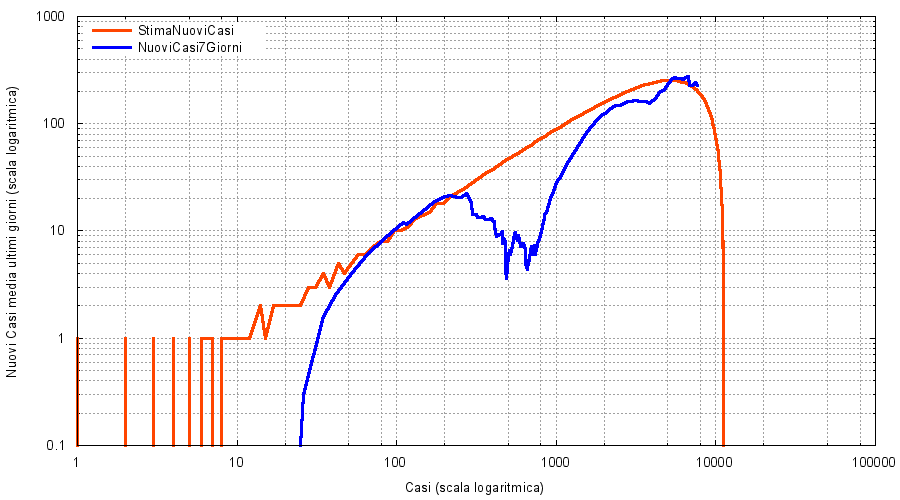 1000
100
10
1
0.1
StimaNuoviCasi
NuoviCasi7Giorni
Nuovi Casi media ultimi giorni (scala logaritmica)
1 10 100 1000 10000 100000
Casi (scala logaritmica)